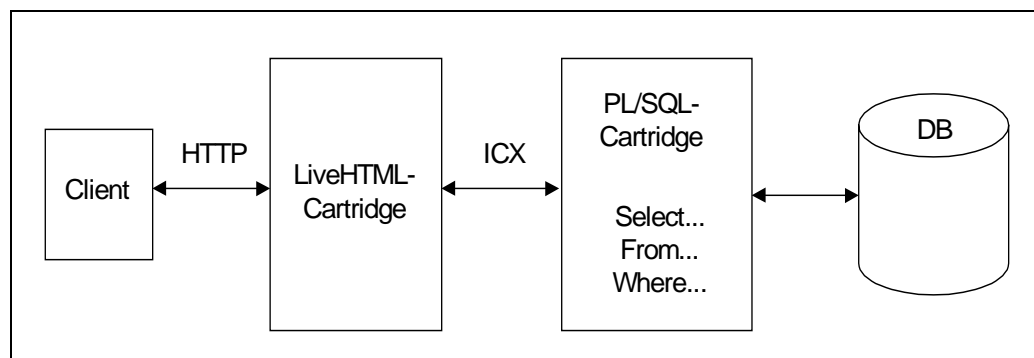 Client
HTTP
LiveHTML-
Cartridge
ICX
PL/SQL-
Cartridge
Select...
From...
Where...
DB